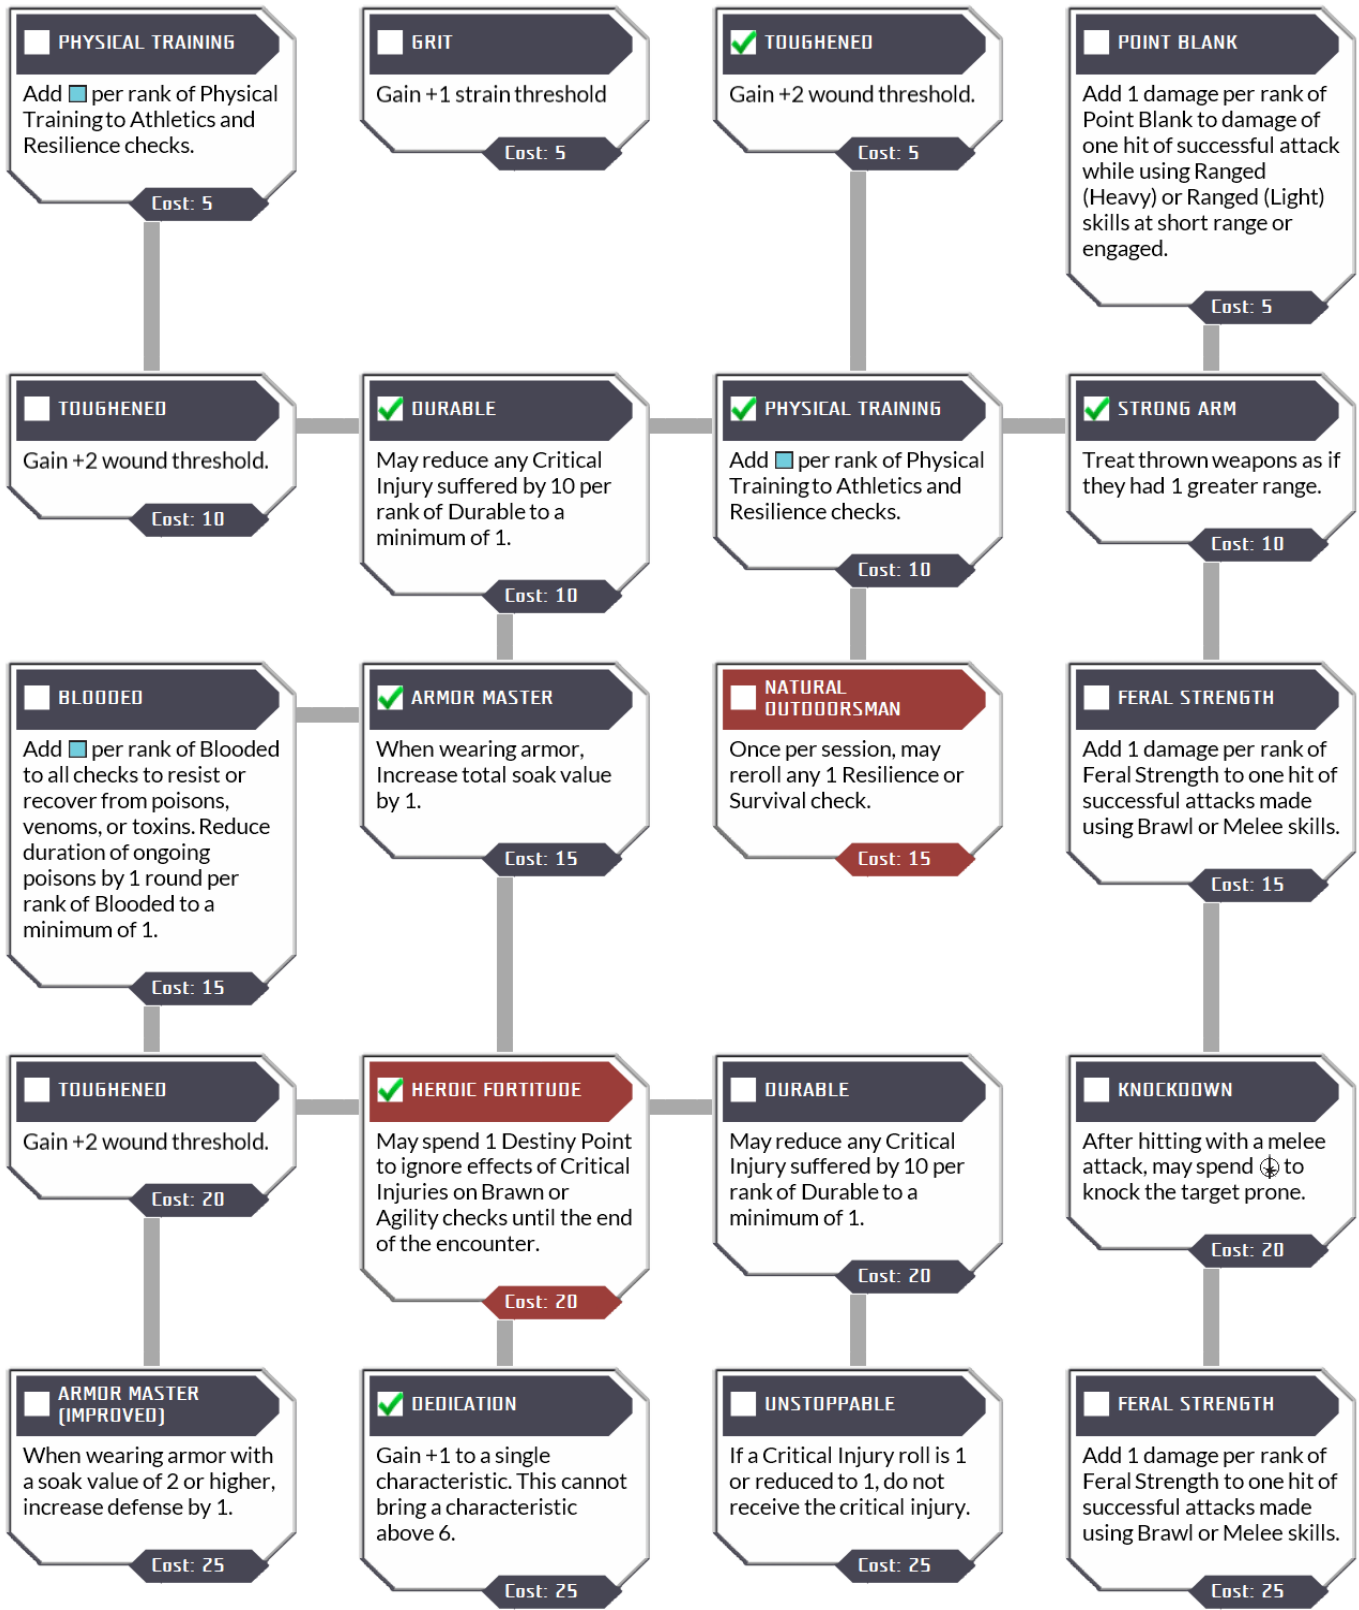 PHYSICAL TRAINING
Add per rank of Physical
Training to Athletics and
Resilience checks.
Cost: 5
GRIT
Gain +1 strain threshold
Cost: 5
TOUGHENED
Gain +2 wound threshold.
Cost: 5
POINT BLANK
Add 1 damage per rank of
Point Blank to damage of
one hit of successful attack
while using Ranged
(Heavy) or Ranged (Light)
skills at short range or
engaged.
Cost: 5
TOUGHENED
Gain +2 wound threshold.
Cost: 10
DURABLE
May reduce any Critical
Injury suffered by 10 per
rank of Durable to a
minimum of 1.
Cost: 10
PHYSICAL TRAINING
Add per rank of Physical
Training to Athletics and
Resilience checks.
Cost: 10
STRONG ARM
Treat thrown weapons as if
they had 1 greater range.
Cost: 10
BLOODED
Add per rank of Blooded
to all checks to resist or
recover from poisons,
venoms, or toxins. Reduce
duration of ongoing
poisons by 1 round per
rank of Blooded to a
minimum of 1.
Cost: 15
ARMOR MASTER
When wearing armor,
Increase total soak value
by 1.
Cost: 15
NATURAL
OUTDOORSMAN
Once per session, may
reroll any 1 Resilience or
Survival check.
Cost: 15
FERAL STRENGTH
Add 1 damage per rank of
Feral Strength to one hit of
successful attacks made
using Brawl or Melee skills.
Cost: 15
TOUGHENED
Gain +2 wound threshold.
Cost: 20
HEROIC FORTITUDE
May spend 1 Destiny Point
to ignore effects of Critical
Injuries on Brawn or
Agility checks until the end
of the encounter.
Cost: 20
DURABLE
May reduce any Critical
Injury suffered by 10 per
rank of Durable to a
minimum of 1.
Cost: 20
KNOCKDOWN
After hitting with a melee
attack, may spend to
knock the target prone.
Cost: 20
ARMOR MASTER
(IMPROVED)
When wearing armor with
a soak value of 2 or higher,
increase defense by 1.
Cost: 25
DEDICATION
Gain +1 to a single
characteristic. This cannot
bring a characteristic
above 6.
Cost: 25
UNSTOPPABLE
If a Critical Injury roll is 1
or reduced to 1, do not
receive the critical injury.
Cost: 25
FERAL STRENGTH
Add 1 damage per rank of
Feral Strength to one hit of
successful attacks made
using Brawl or Melee skills.
Cost: 25